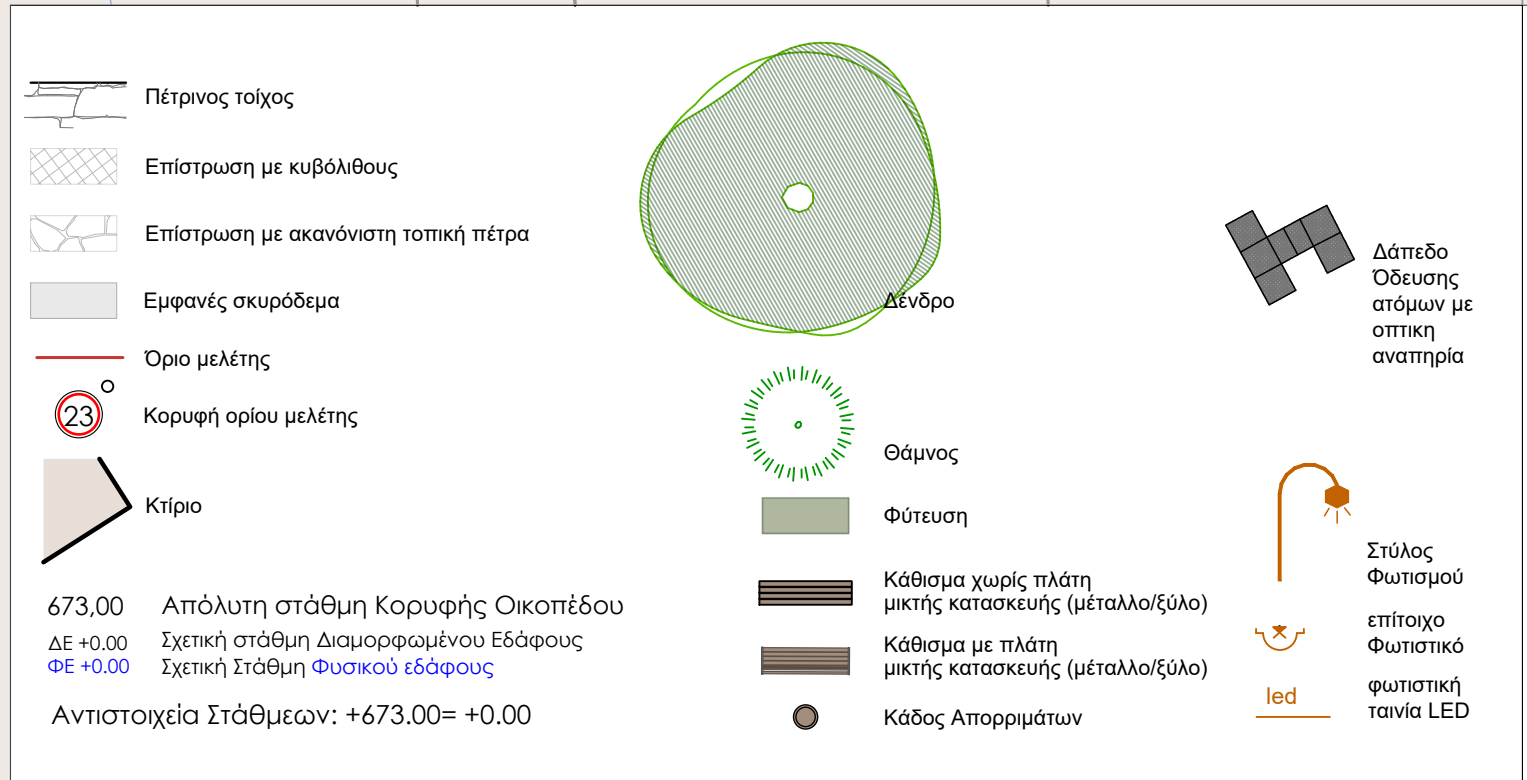 Πέτρινος τοίχος
Επίστρωση με κυβόλιθους
Επίστρωση με ακανόνιστη τοπική πέτρα
Εμφανές σκυρόδεμα
Όριο μελέτης
23
Κορυφή ορίου μελέτης
Κτίριο
673,00 Απόλυτη στάθμη Κορυφής Οικοπέδου
ΔΕ +0.00 Σχετική στάθμη Διαμορφωμένου Εδάφους
ΦΕ +0.00 Σχετική Στάθμη Φυσικού εδάφους
Αντιστοιχεία Στάθμεων: +673.00= +0.00
Δένδρο
Θάμνος
Φύτευση
Κάθισμα χωρίς πλάτη
μικτής κατασκευής (μέταλλο/ξύλο)
Κάθισμα με πλάτη
μικτής κατασκευής (μέταλλο/ξύλο)
Κάδος Απορριμάτων
Δάπεδο
Όδευσης
ατόμων με
οπτικη
αναπηρία
Στύλος
Φωτισμού
επίτοιχο
Φωτιστικό
led
φωτιστική
ταινία LED